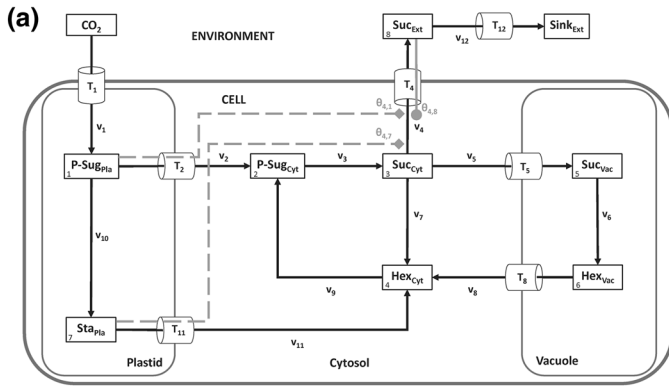 (a)
CO2
ENVIRONMENT
SucExt
8
v12
T12
SinkExt
T1
T4
CELL
θ4,1
θ4,8
v1
v4
θ4,7
P-SugPla
1
T2
v2
P-SugCyt
2
v3
SucCyt
3
v5
T5
SucVac
5
v10
v7
v6
HexCyt
4
v9
v8
T8
HexVac
6
StaPla
7
T11
v11
Plastid
Cytosol
Vacuole